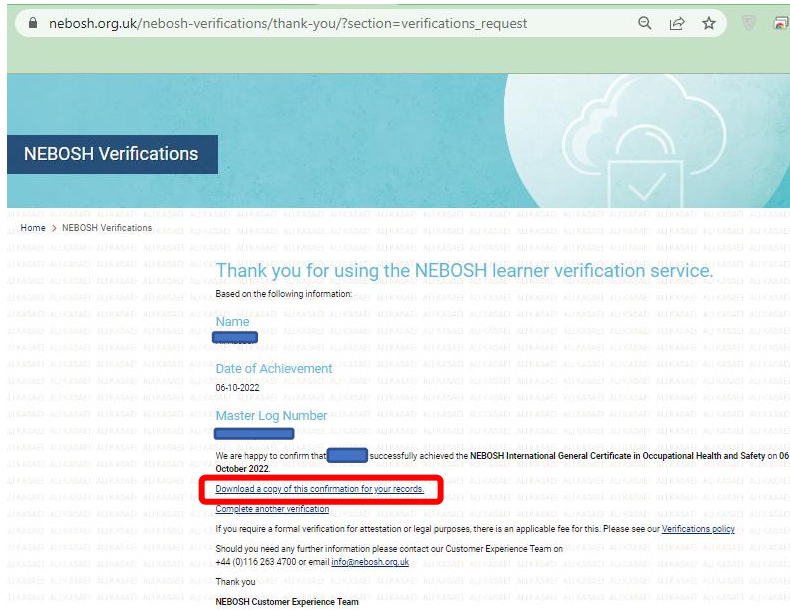 nebosh.org.uk/nebosh-verifications/thank-you/?section=verifications_request
NEBOSH Verifications
Home > NEBOSH Verifications
Thank you for using the NEBOSH learner verification service.
Based on the following information:
Name
Date of Achievement
06-10-2022
Master Log Number
We are happy to confirm that successfully achieved the NEBOSH International General Certificate in Occupational Health and Safety on 06
October 2022.
Download a copy of this confirmation for your records.
Complete another verification
If you require a formal verification for attestation or legal purposes, there is an applicable fee for this. Please see our Verifications policy
Should you need any further information please contact our Customer Experience Team on
+44 (0)116 263 4700 or email info@nebosh.org.uk
Thank you
NEBOSH Customer Experience Team